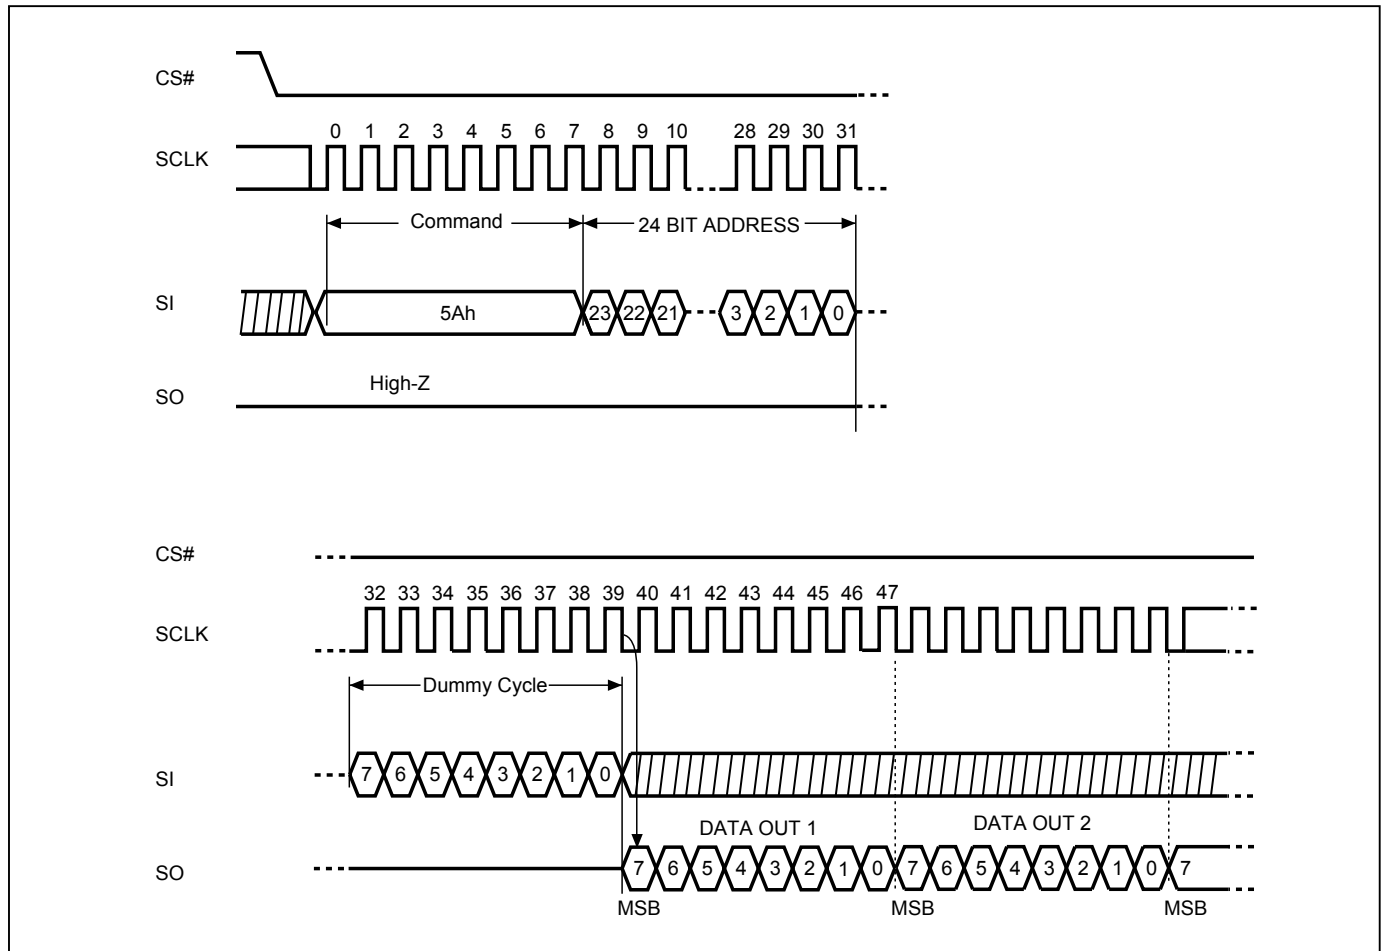 CS#
0 1 2 3 4 5 6 7 8 9 10 28 29 30 31
SCLK
Command 24 BIT ADDRESS
SI 5Ah 23 22 21 3 2 1 0
High-Z
SO
CS#
32 33 34 35 36 37 38 39 40 41 42 43 44 45 46 47
SCLK
Dummy Cycle
SI 7 6 5 4 3 2 1 0
DATA OUT 1 DATA OUT 2
SO 7 6 5 4 3 2 1 0 7 6 5 4 3 2 1 0 7
MSB MSB MSB